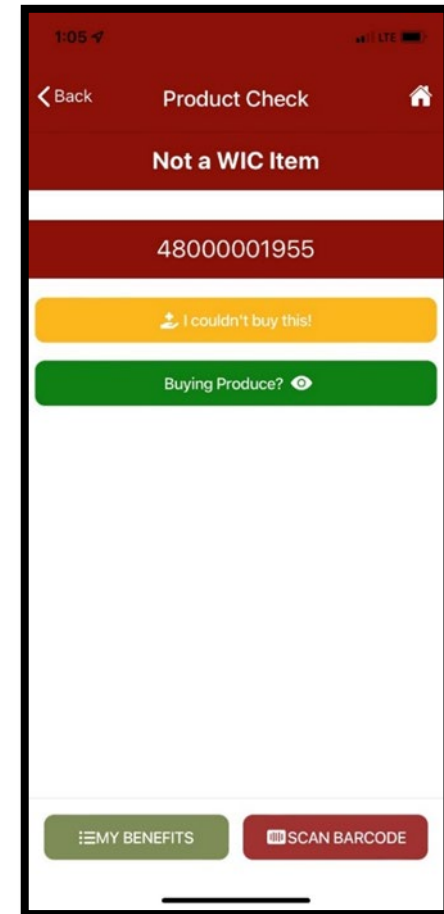 1:05
LTE
Back
Product Check
Not a WIC Item
48000001955
I couldn't buy this!
Buying Produce?
MY BENEFITS
SCAN BARCODE